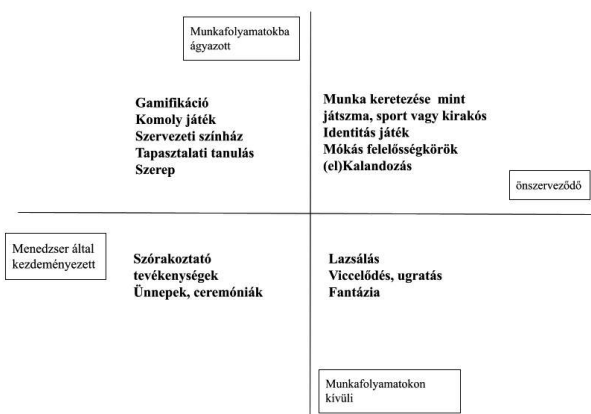 Munkafolyamatokba
ágyazott
Gamifikáció
Komoly játék
Szervezeti színház
Tapasztalati tanulás
Szerep
Munka keretezése mint
játszma, sport vagy kirakós
Identitás játék
Mókás felelősségkörök
(el)Kalandozás
önszerveződő
Menedzser által
kezdeményezett
Szórakoztató
tevékenységek
Ünnepek, ceremóniák
Lazsálás
Viccelődés, ugratás
Fantázia
Munkafolyamatokon
kívüli